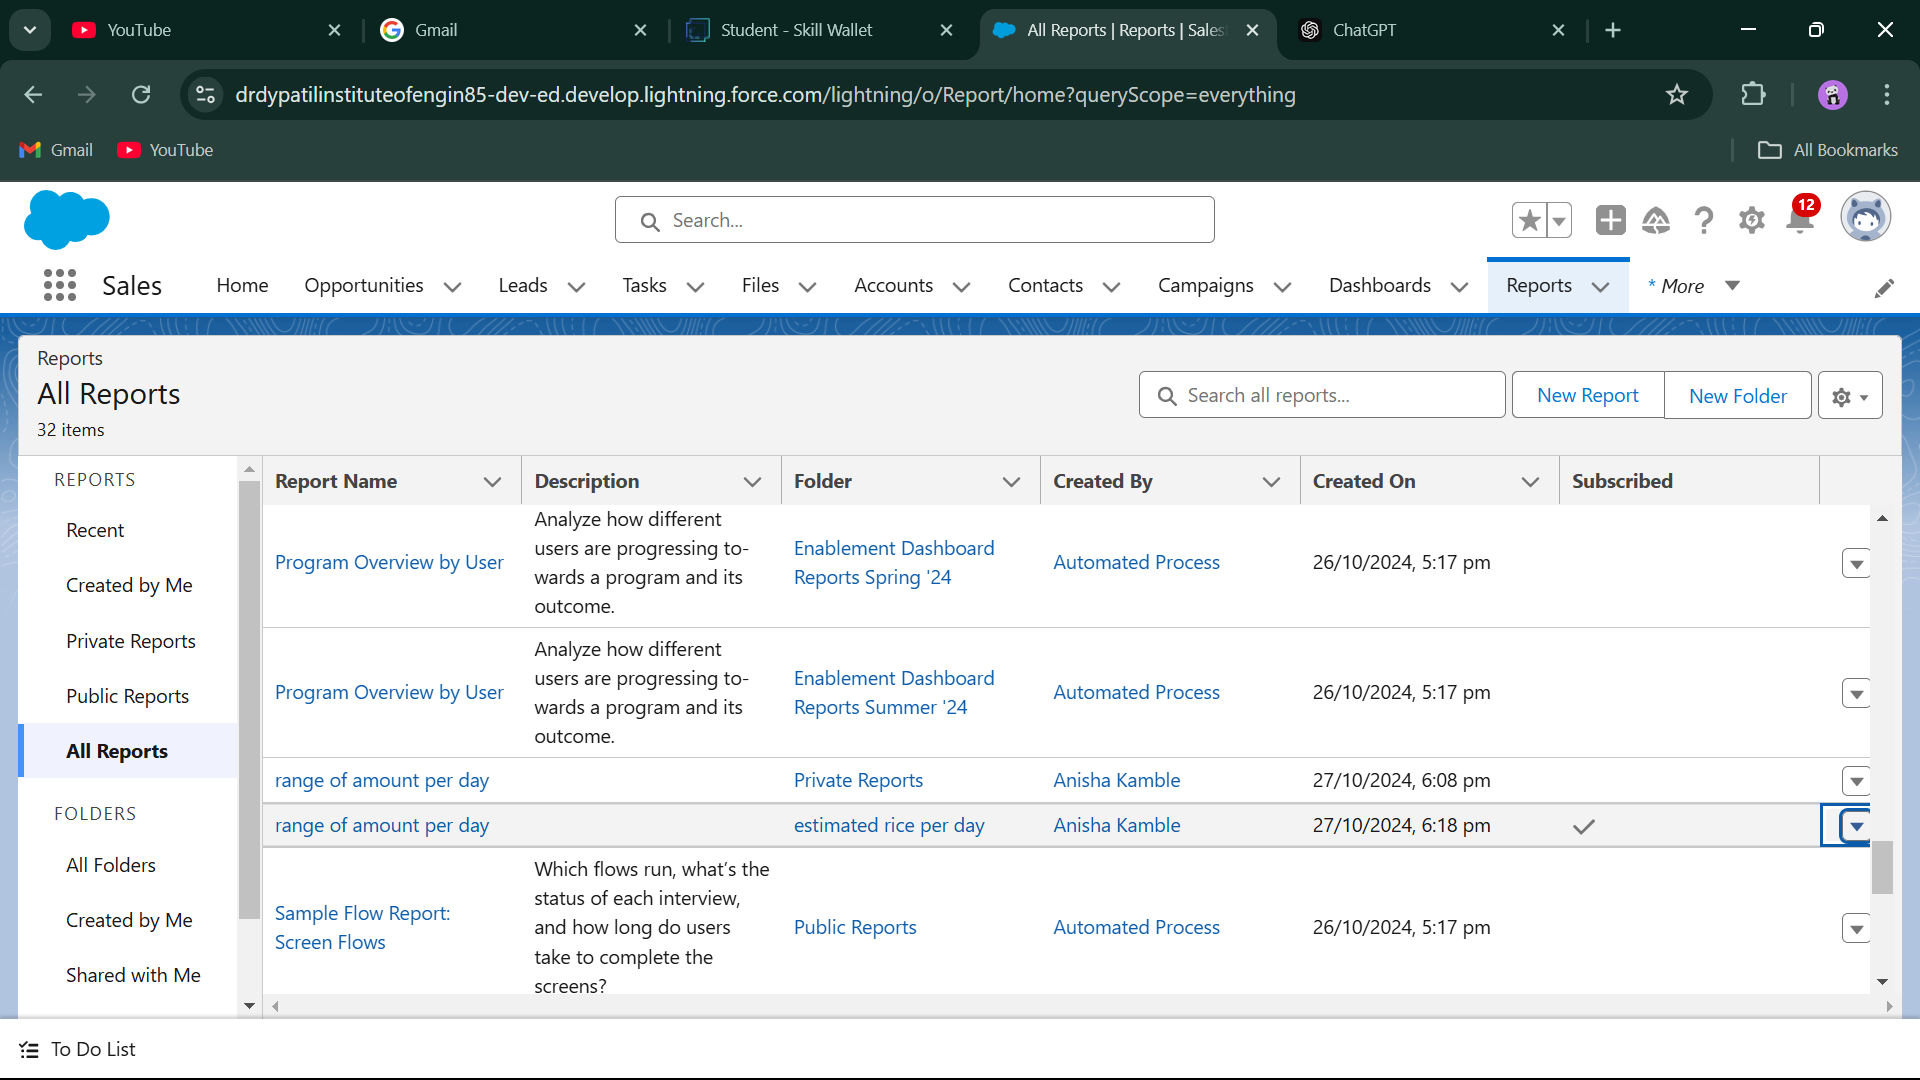 YouTube
Gmail
Student - Skill Wallet
All Reports | Reports | Sales
ChatGPT
drdypatilinstituteofengin85-dev-ed.develop.lightning.force.com/lightning/o/Report/home?queryScope=everything
Gmail
YouTube
All Bookmarks
Search...
12
Sales
Home
Opportunities
Leads
Tasks
Files
Accounts
Contacts
Campaigns
Dashboards
Reports
* More
Reports
All Reports
32 items
Search all reports...
New Report
New Folder
REPORTS
Recent
Created by Me
Private Reports
Public Reports
All Reports
FOLDERS
All Folders
Created by Me
Shared with Me
Report Name
Description
Folder
Created By
Created On
Subscribed
Program Overview by User
Analyze how different
users are progressing to-
wards a program and its
outcome.
Enablement Dashboard
Reports Spring '24
Automated Process
26/10/2024, 5:17 pm
Program Overview by User
Analyze how different
users are progressing to-
wards a program and its
outcome.
Enablement Dashboard
Reports Summer '24
Automated Process
26/10/2024, 5:17 pm
range of amount per day
Private Reports
Anisha Kamble
27/10/2024, 6:08 pm
range of amount per day
estimated rice per day
Anisha Kamble
27/10/2024, 6:18 pm
Sample Flow Report:
Screen Flows
Which flows run, what's the
status of each interview,
and how long do users
take to complete the
screens?
Public Reports
Automated Process
26/10/2024, 5:17 pm
To Do List